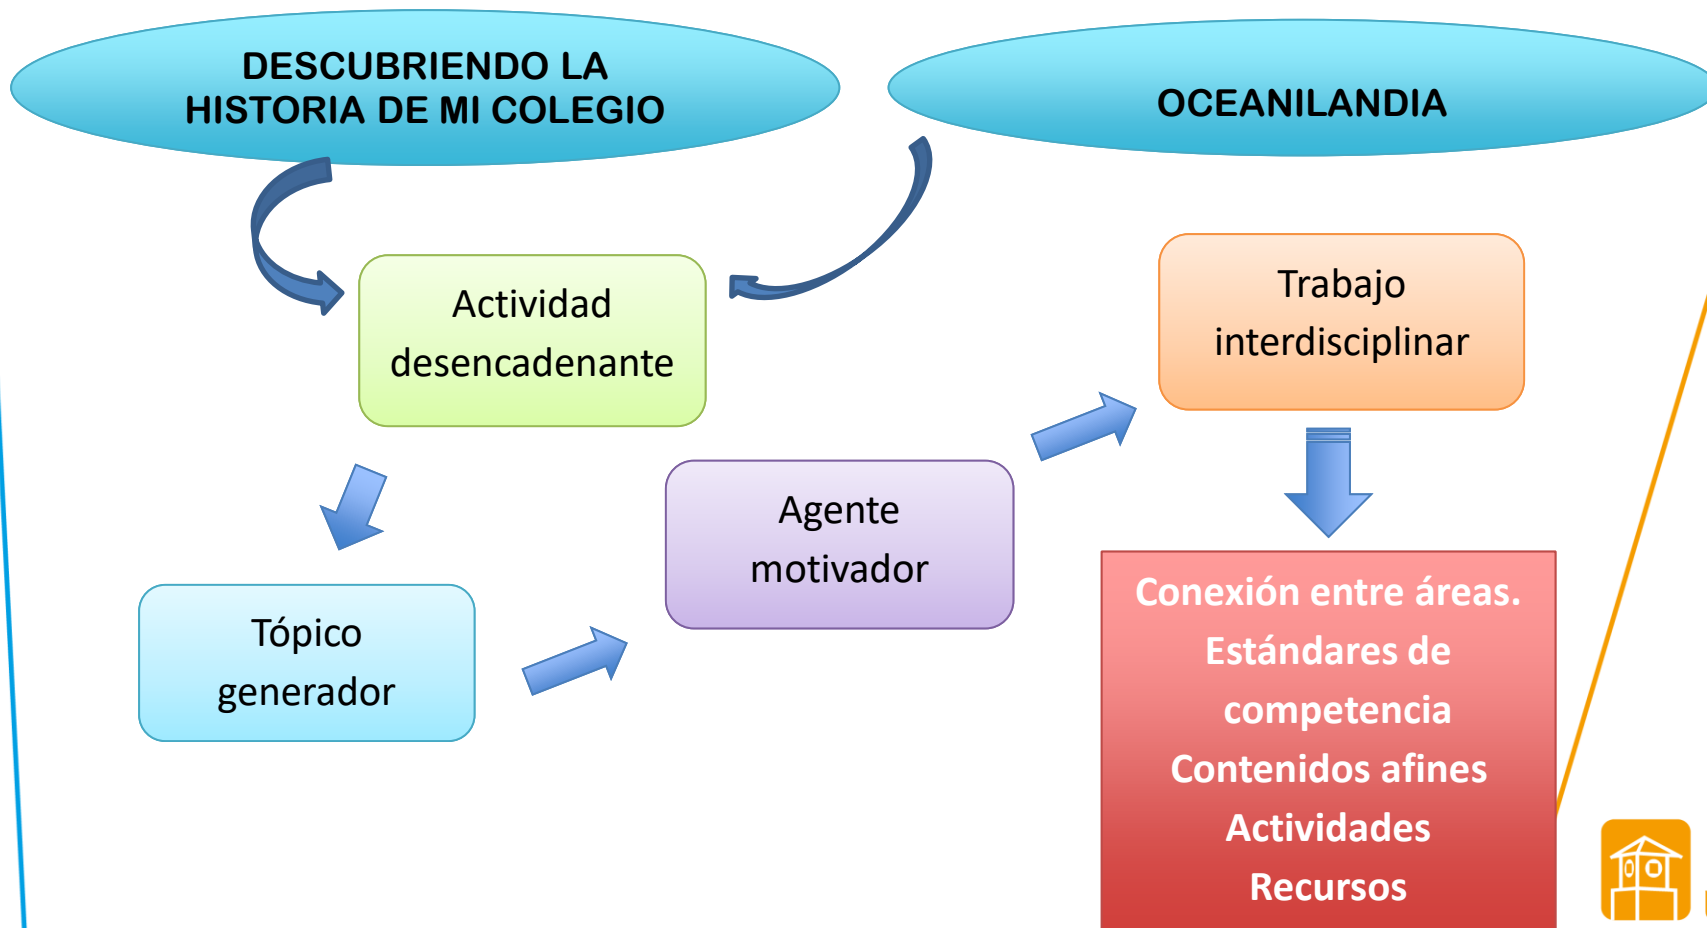 DESCUBRIENDO LA
HISTORIA DE MI COLEGIO
OCEANILANDIA
Actividad
desencadenante
Trabajo
interdisciplinar
Agente
motivador
Tópico
generador
Conexión entre áreas.
Estándares de
competencia
Contenidos afines
Actividades
Recursos